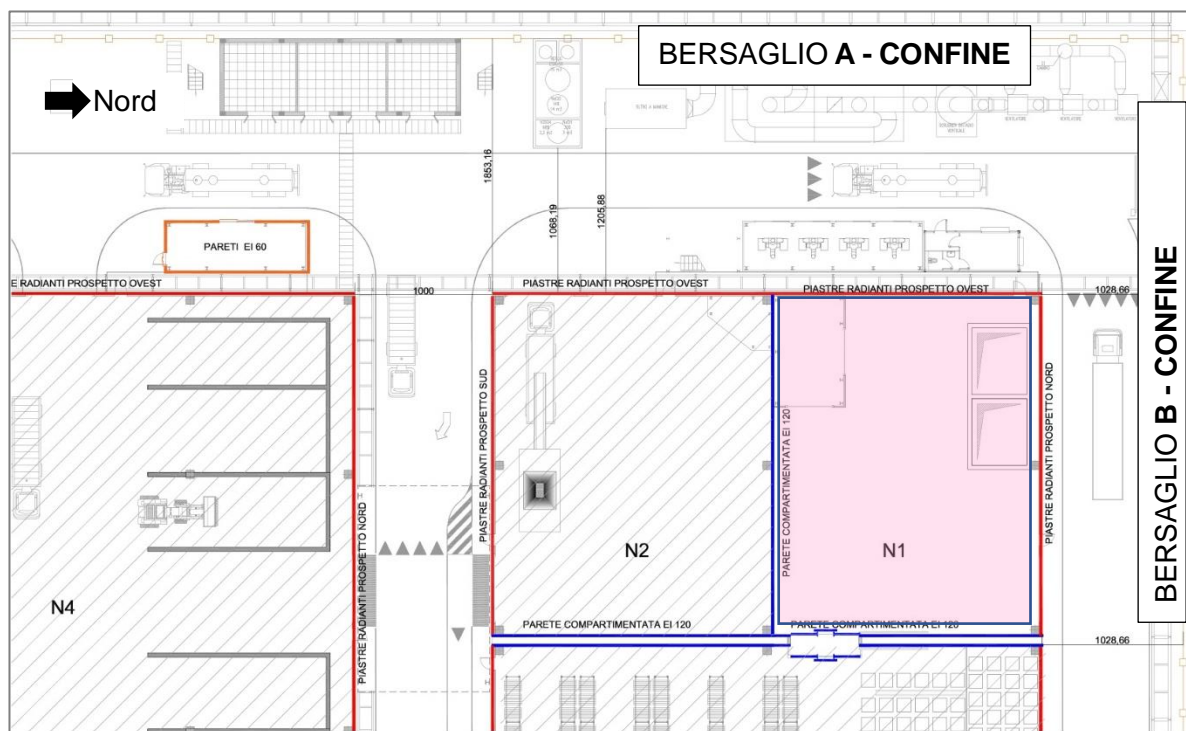 BERSAGLIO A - CONFINE
Nord
BERSAGLIO B - CONFINE
FILTRO A MANICHE
1853,16
1068,19
1205,88
PARETI EI 60
E RADIANTI PROSPETTO OVEST
1000
PIASTRE RADIANTI PROSPETTO OVEST
PIASTRE RADIANTI PROSPETTO OVEST
1028,66
PIASTRE RADIANTI PROSPETTO NORD
PIASTRE RADIANTI PROSPETTO SUD
PARETE COMPARTIMENTATA EI 120
PIASTRE RADIANTI PROSPETTO NORD
N2
N1
N4
PARETE COMPARTIMENTATA EI 120
PARETE COMPARTIMENTATA EI 120
1028,66